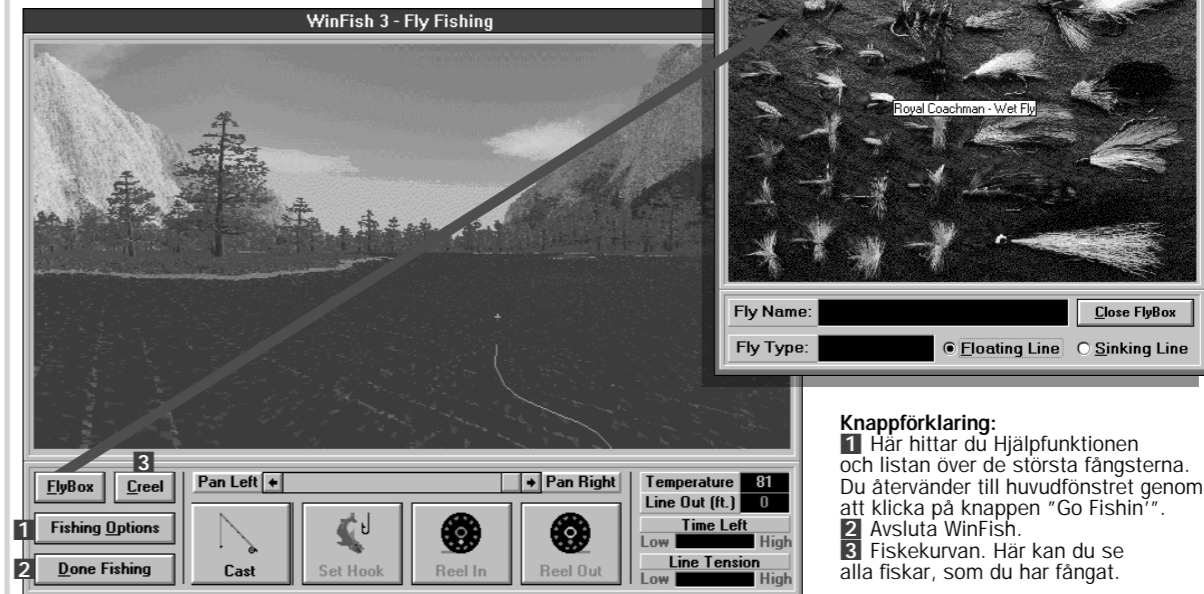 WinFish 3 - Fly Fishing
Royal Coachman - Wet Fly
Fly Name:
Close FlyBox
Fly Type:
Floating Line
Sinking Line
3
FlyBox
Creel
Pan Left
Pan Right
Temperature 81
Line Out (ft.) 0
1
Fishing Options
Time Left
Low
High
2
Done Fishing
Cast
Set Hook
Reel In
Reel Out
Line Tension
Low
High
Knappförklaring:
1 Här hittar du Hjälpfunktionen
och listan över de största fångsterna.
Du återvänder till huvudfönstret genom
att klicka på knappen ”Go Fishin’”.
2 Avsluta WinFish.
3 Fiskekurvan. Här kan du se
alla fiskar, som du har fångat.